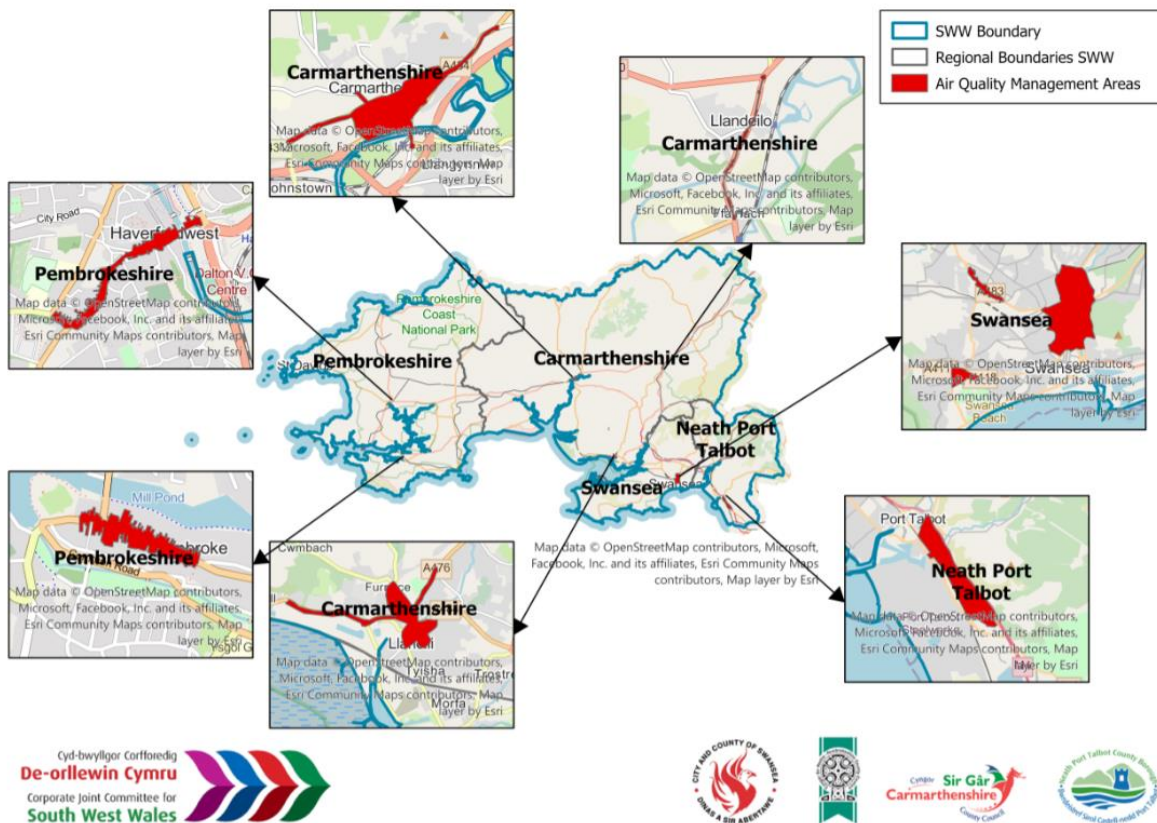 SWW Boundary
Regional Boundaries SWW
Air Quality Management Areas
Carmarthenshire
A484
Map data © OpenStreetMap contributors,
Microsoft, Facebook, Inc. and its affiliates,
Esri Community Maps contributors, Map
layer by Esri
Johnstown
Llandeilo
Carmarthenshire
Map data © OpenStreetMap contributors,
Microsoft, Facebook, Inc. and its affiliates,
Esri Community Maps contributors, Map
layer by Esri
City Road
Haverfordwest
Pembrokeshire
Dalton V.C
Centre
Map data © OpenStreetMap contributors,
Microsoft, Facebook, Inc. and its affiliates,
Esri Community Maps contributors, Map
layer by Esri
A483
Swansea
Swansea
Map data © OpenStreetMap contributors,
Microsoft, Facebook, Inc. and its affiliates,
Esri Community Maps contributors, Map
layer by Esri
Pembrokeshire
Coast
National Park
Pembrokeshire
Carmarthenshire
Neath Port
Talbot
Swansea
Swansea
Map data © OpenStreetMap contributors, Microsoft,
Facebook, Inc. and its affiliates, Esri Community Maps
contributors, Map layer by Esri
Mill Pond
Pembrokeshire
Map data © OpenStreetMap contributors,
Microsoft, Facebook, Inc. and its affiliates,
Esri Community Maps contributors, Map
layer by Esri
Cwmbach
A476
Furnace
Carmarthenshire
Llanelli
Map data © OpenStreetMap contributors,
Microsoft, Facebook, Inc. and its affiliates,
Esri Community Maps contributors, Map
layer by Esri
Tyisha
Morfa
Port Talbot
Neath Port
Talbot
Map data © OpenStreetMap contributors,
Microsoft, Facebook, Inc. and its affiliates,
Esri Community Maps contributors, Map
layer by Esri
Cyd-bwyllgor Corfforedig
De-orllewin Cymru
Corporate Joint Committee for
South West Wales
CITY AND COUNTY OF SWANSEA
DINAS A SIR ABERTAWE
Cyngor
Sir Gâr
Carmarthenshire
County Council
Neath Port Talbot County Borough